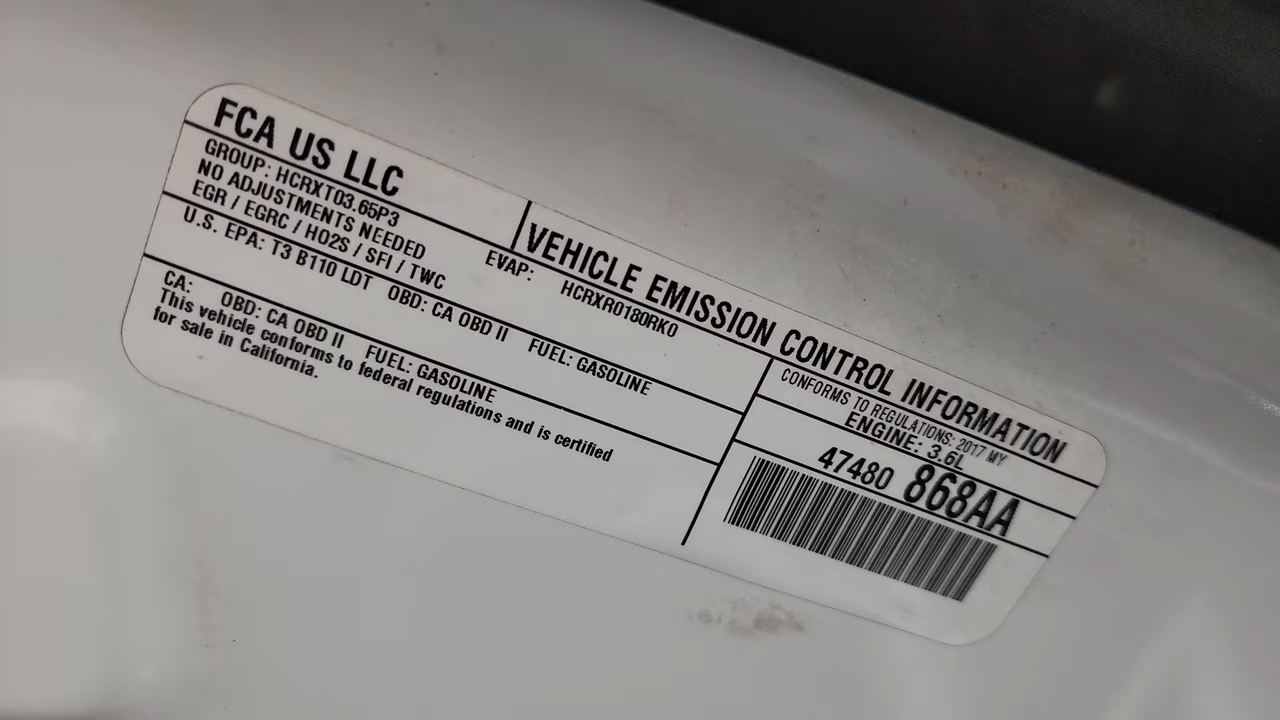 FCA US LLC
VEHICLE EMISSION CONTROL INFORMATION
GROUP: HCRXT03.65P3
EVAP: HCRXR0180RK0
NO ADJUSTMENTS NEEDED
EGR / EGRC / HO2S / SFI / TWC
U.S. EPA: T3 B110 LDT OBD: CA OBD II FUEL: GASOLINE
CA: OBD: CA OBD II FUEL: GASOLINE
This vehicle conforms to federal regulations and is certified
for sale in California.
CONFORMS TO REGULATIONS: 2017 MY
ENGINE: 3.6L
47480 868AA